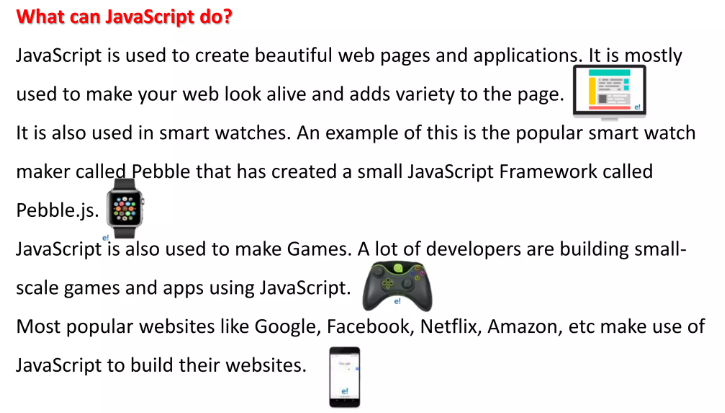 What can JavaScript do?
JavaScript is used to create beautiful web pages and applications. It is mostly
used to make your web look alive and adds variety to the page.
e!
It is also used in smart watches. An example of this is the popular smart watch
maker called Pebble that has created a small JavaScript Framework called
Pebble.js.
e!
JavaScript is also used to make Games. A lot of developers are building small-
scale games and apps using JavaScript.
e!
Most popular websites like Google, Facebook, Netflix, Amazon, etc make use of
JavaScript to build their websites.
Google
e!